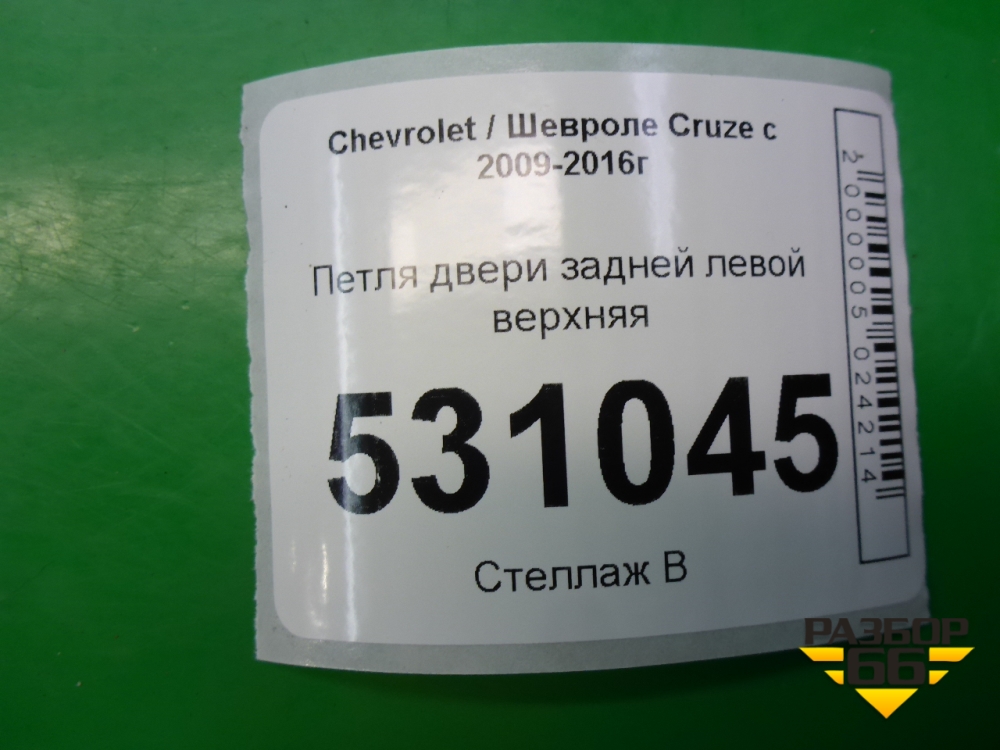 Chevrolet / Шевроле Cruze с
2009-2016г
Петля двери задней левой
верхняя
531045
Стеллаж В
2000005024214
РАЗБОР
66